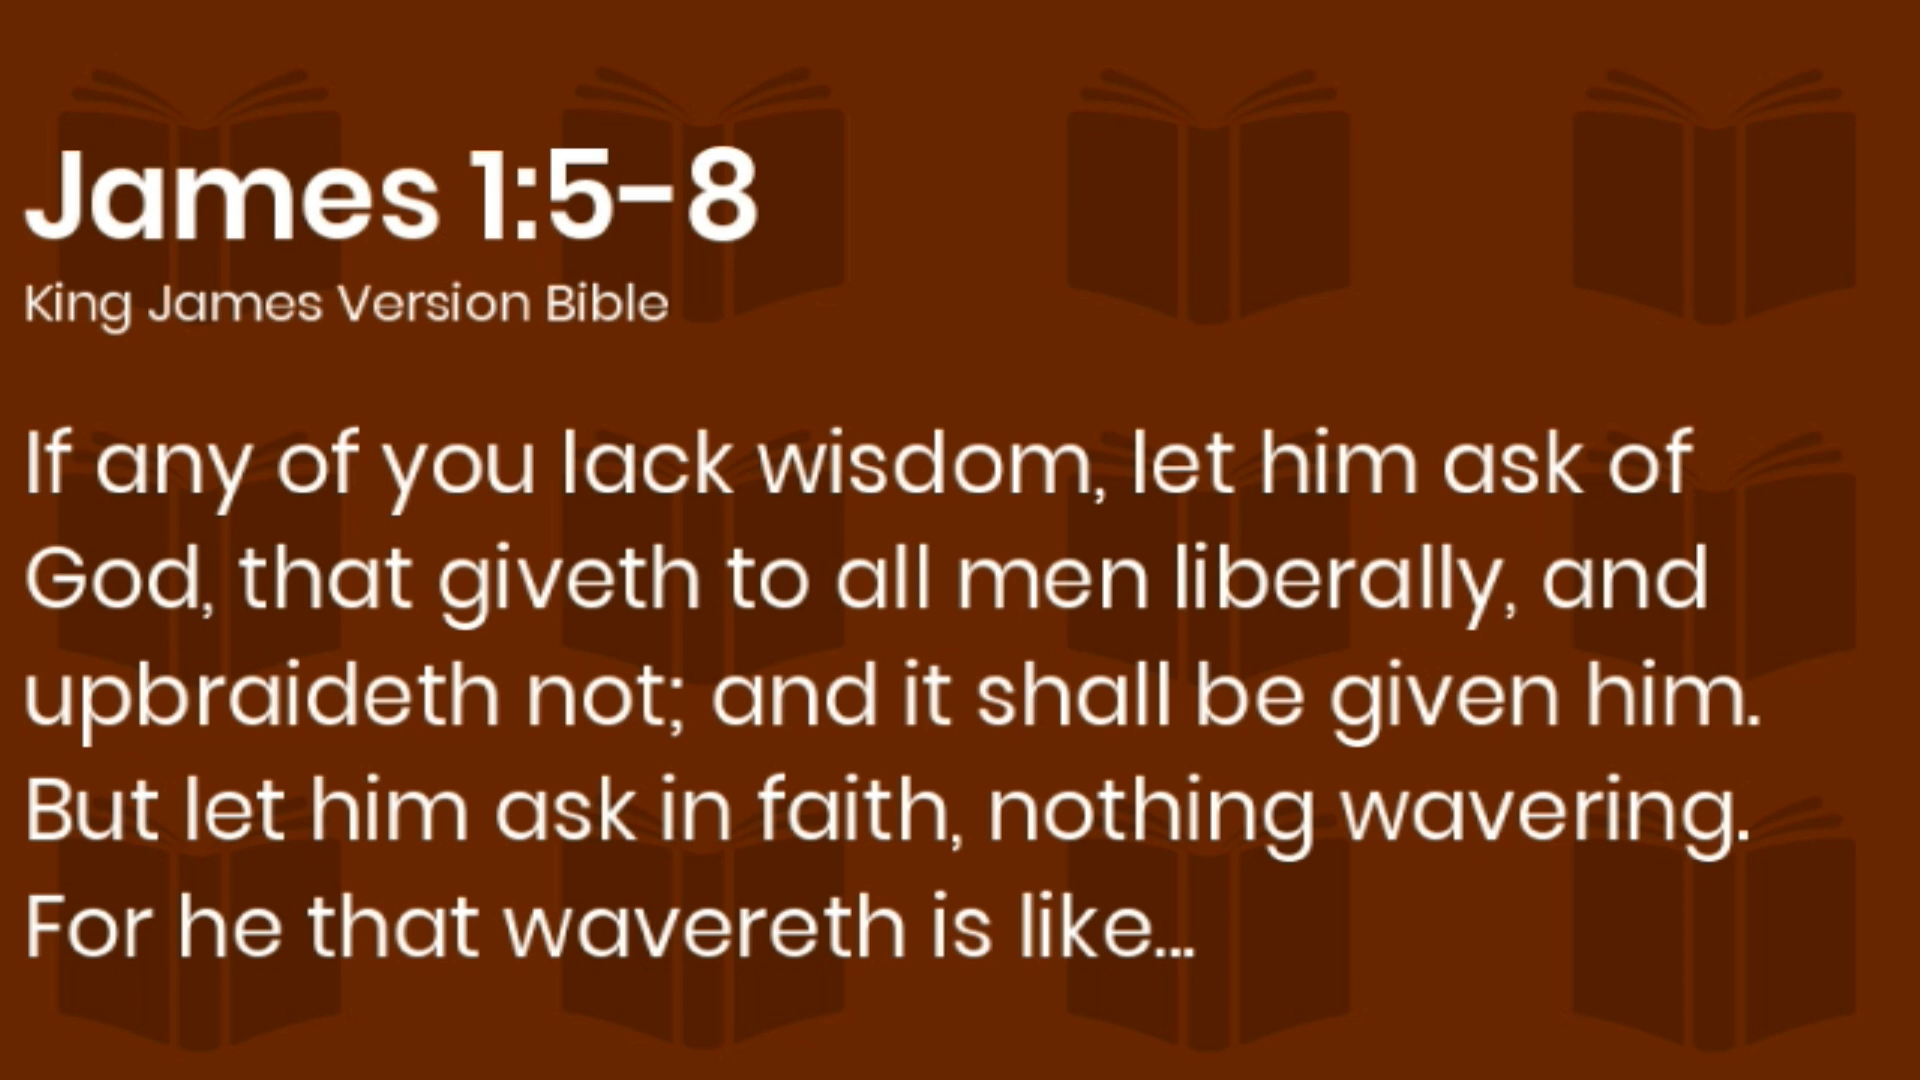 James 1:5-8
King James Version Bible
If any of you lack wisdom, let him ask of
God, that giveth to all men liberally, and
upbraideth not; and it shall be given him.
But let him ask in faith, nothing wavering.
For he that wavereth is like...